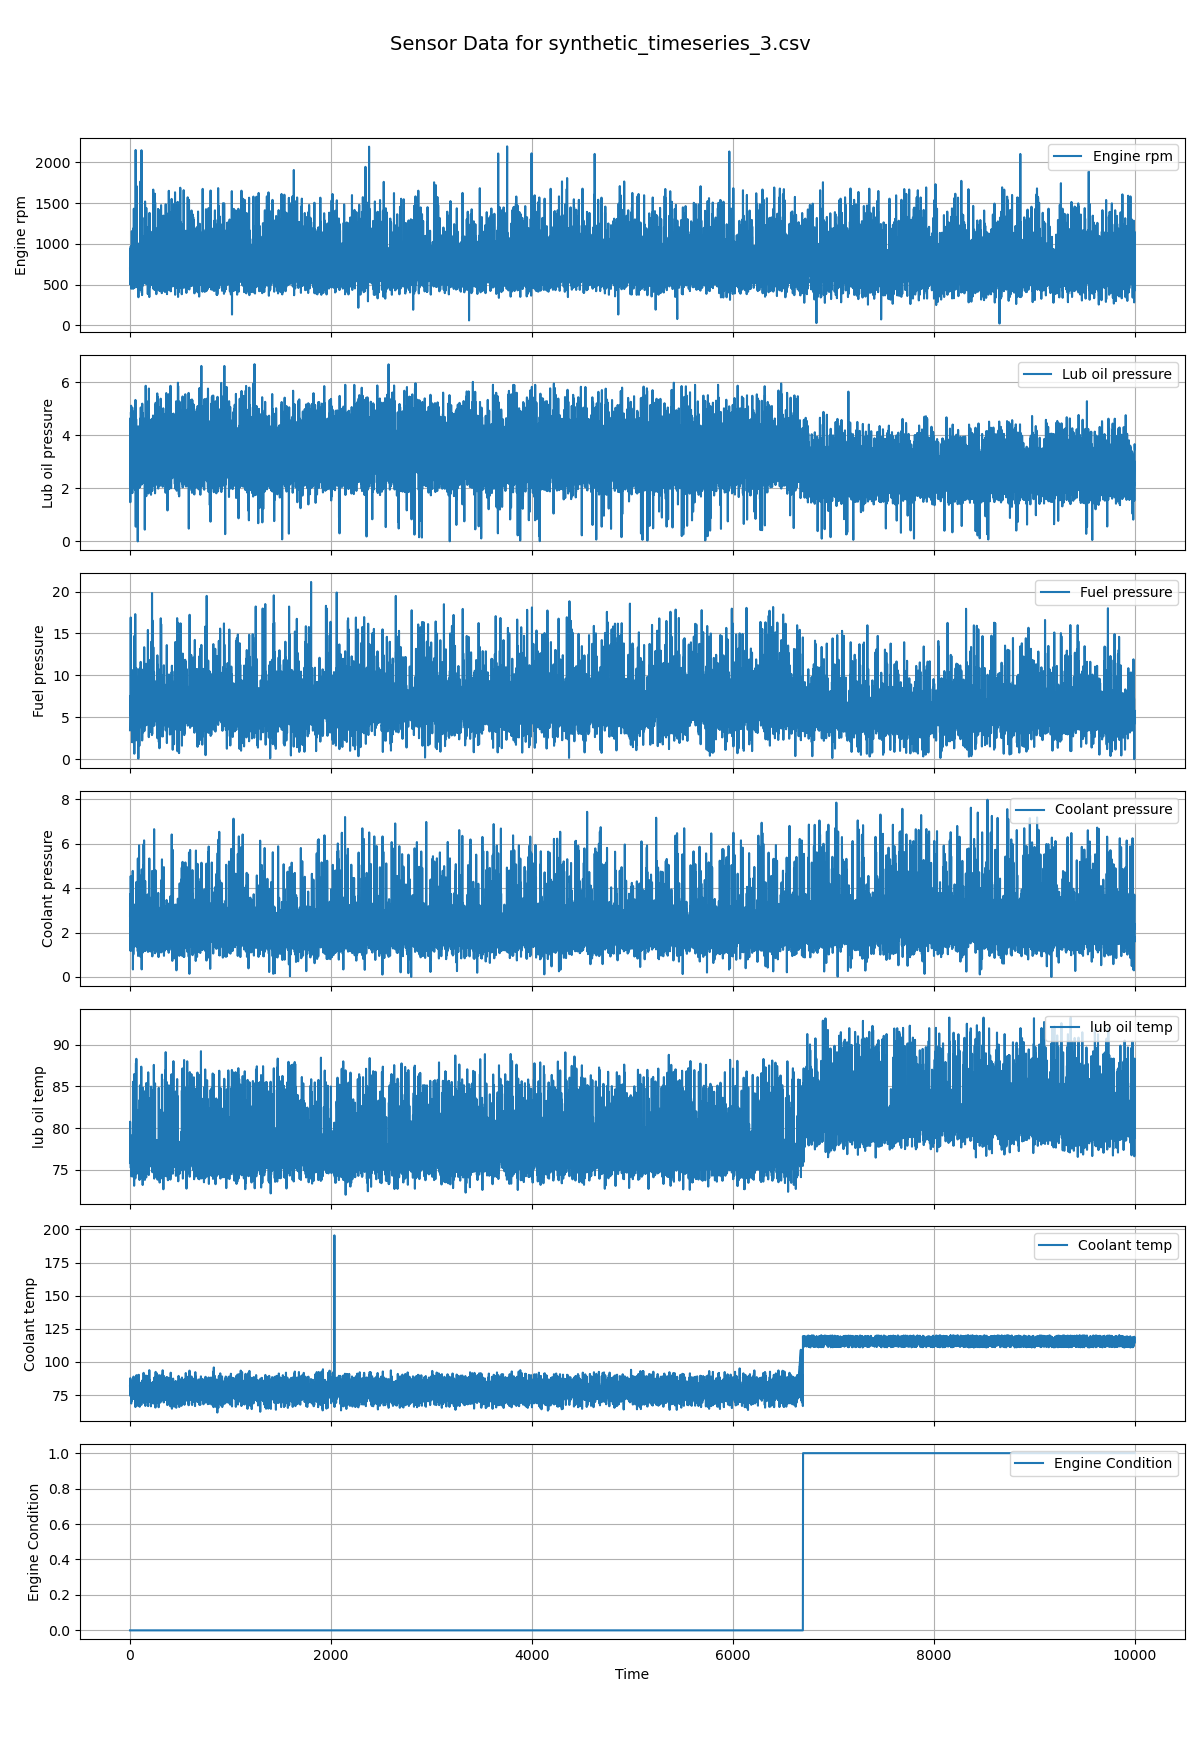 Sensor Data for synthetic_timeseries_3.csv
Engine rpm
2000
1500
1000
500
0
Engine rpm
Lub oil pressure
6
4
2
0
Lub oil pressure
Fuel pressure
20
15
10
5
0
Fuel pressure
Coolant pressure
8
6
4
2
0
Coolant pressure
lub oil temp
90
85
80
75
lub oil temp
Coolant temp
200
175
150
125
100
75
Coolant temp
Engine Condition
1.0
0.8
0.6
0.4
0.2
0.0
Engine Condition
0 2000 4000 6000 8000 10000
Time